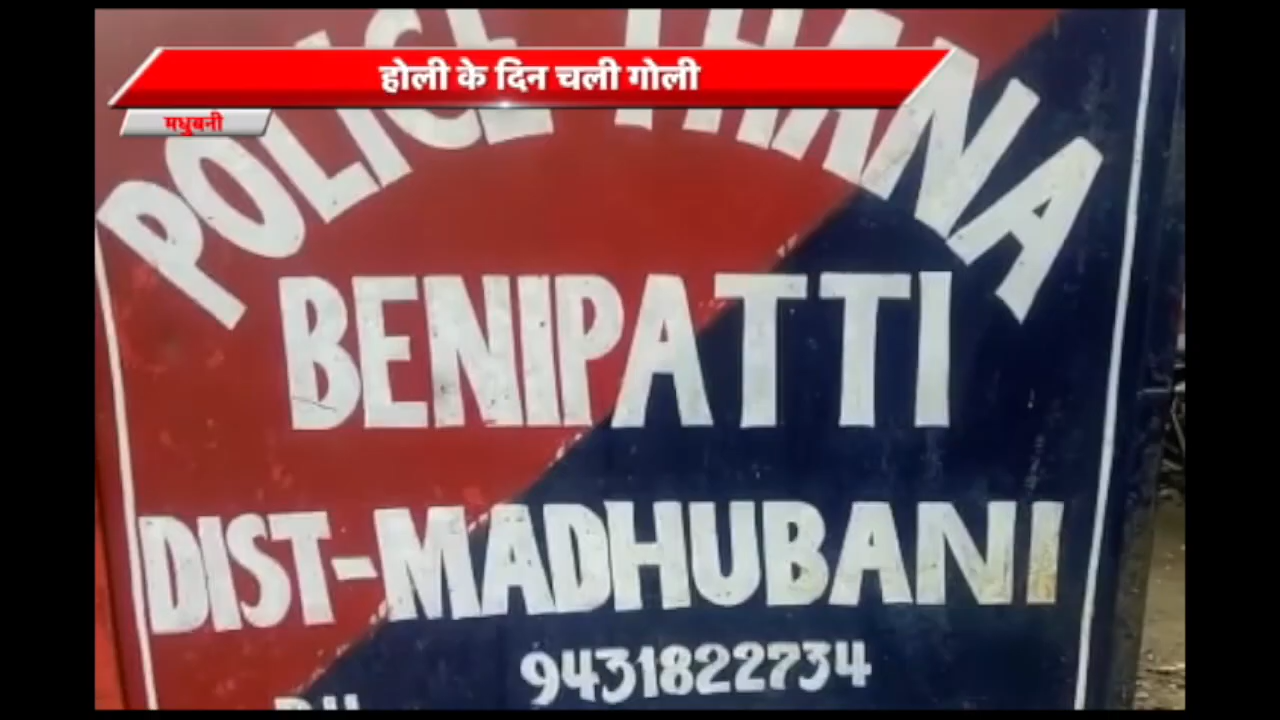 होली के दिन चली गोली
मधुबनी
POLICE THANA
BENIPATTI
DIST-MADHUBANI
9431822734